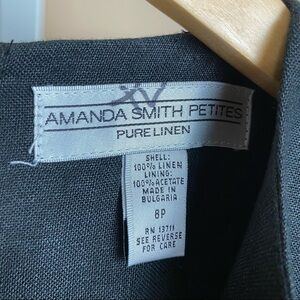 XV
AMANDA SMITH PETITES
PURE LINEN
SHELL:
100% LINEN
LINING:
100% ACETATE
MADE IN
BULGARIA
8P
RN 13711
SEE REVERSE
FOR CARE